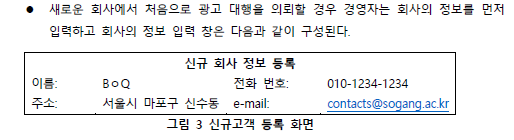 ● 새로운 회사에서 처음으로 광고 대행을 의뢰할 경우 경영자는 회사의 정보를 먼저
입력하고 회사의 정보 입력 창은 다음과 같이 구성된다.
신규 회사 정보 등록
이름: BoQ 전화 번호: 010-1234-1234
주소: 서울시 마포구 신수동 e-mail: contacts@sogang.ac.kr
그림 3 신규고객 등록 화면